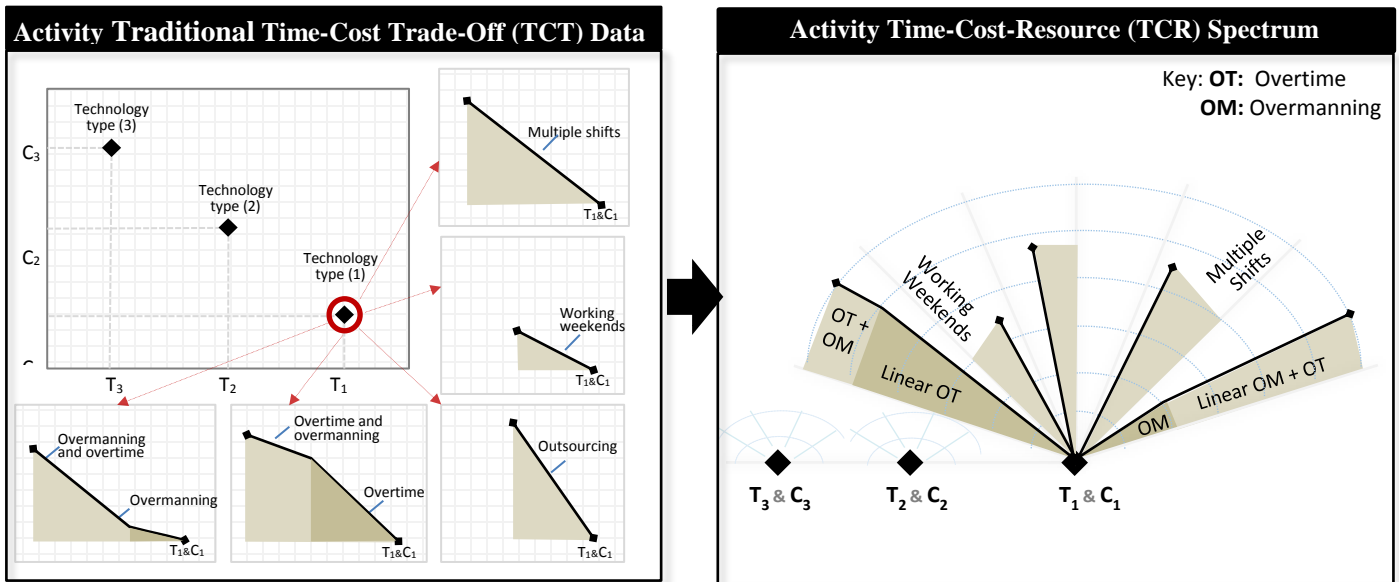 Activity Traditional Time-Cost Trade-Off (TCT) Data
Technology
type (3)
C3
Technology
type (2)
C2
Technology
type (1)
T3
T2
T1
Multiple shifts
T1&C1
Working
weekends
T1&C1
Overmanning
and overtime
Overmanning
T1&C1
Overtime and
overmanning
Overtime
T1&C1
Outsourcing
T1&C1
Activity Time-Cost-Resource (TCR) Spectrum
Key: OT: Overtime
OM: Overmanning
OT +
OM
Linear OT
Working
Weekends
Multiple
Shifts
OM
Linear OM + OT
T3 & C3
T2 & C2
T1 & C1